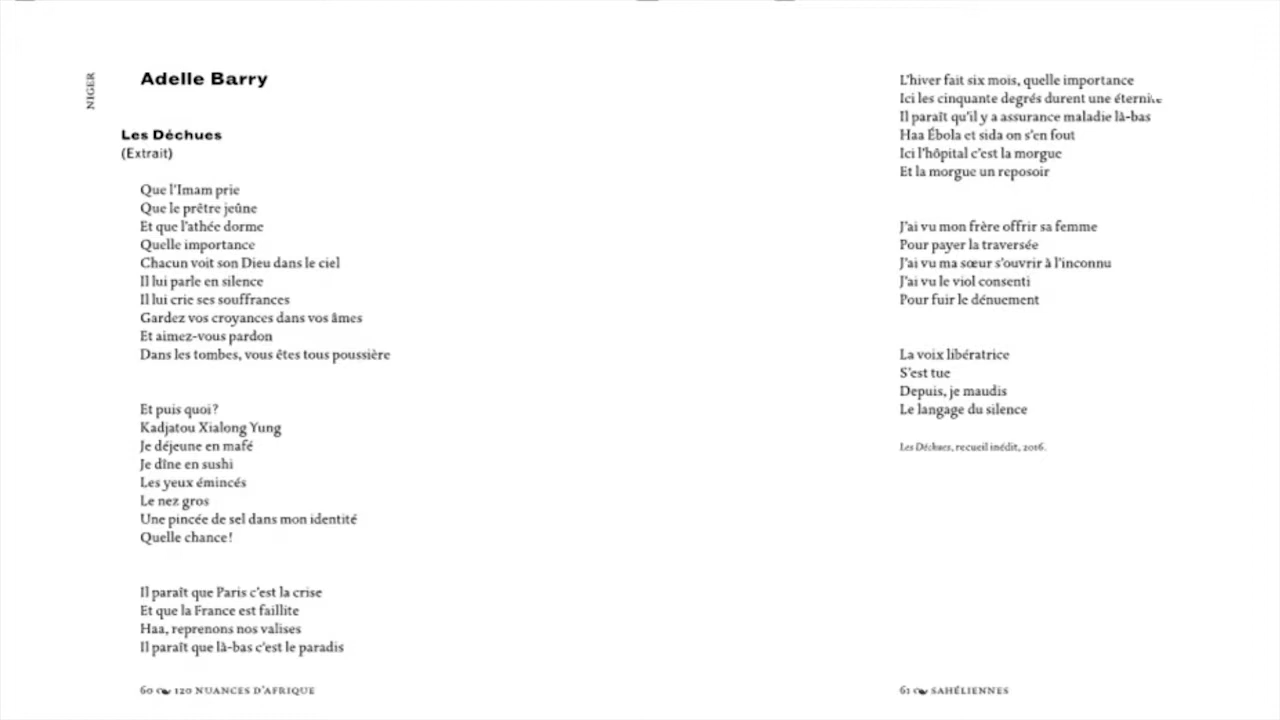 NIGER
Adelle Barry
Les Déchues
(Extrait)
Que l'Imam prie
Que le prêtre jeûne
Et que l'athée dorme
Quelle importance
Chacun voit son Dieu dans le ciel
Il lui parle en silence
Il lui crie ses souffrances
Gardez vos croyances dans vos âmes
Et aimez-vous pardon
Dans les tombes, vous êtes tous poussière
Et puis quoi?
Kadjatou Xialong Yung
Je déjeune en mafé
Je dîne en sushi
Les yeux émincés
Le nez gros
Une pincée de sel dans mon identité
Quelle chance!
Il paraît que Paris c'est la crise
Et que la France est faillite
Haa, reprenons nos valises
Il paraît que là-bas c'est le paradis
60 120 NUANCES D'AFRIQUE
L'hiver fait six mois, quelle importance
Ici les cinquante degrés durent une éternité
Il paraît qu'il y a assurance maladie là-bas
Haa Ébola et sida on s'en fout
Ici l'hôpital c'est la morgue
Et la morgue un reposoir
J'ai vu mon frère offrir sa femme
Pour payer la traversée
J'ai vu ma sœur s'ouvrir à l'inconnu
J'ai vu le viol consenti
Pour fuir le dénuement
La voix libératrice
S'est tue
Depuis, je maudis
Le langage du silence
Les Déchues, recueil inédit, 2016.
61 SAHÉLIENNES